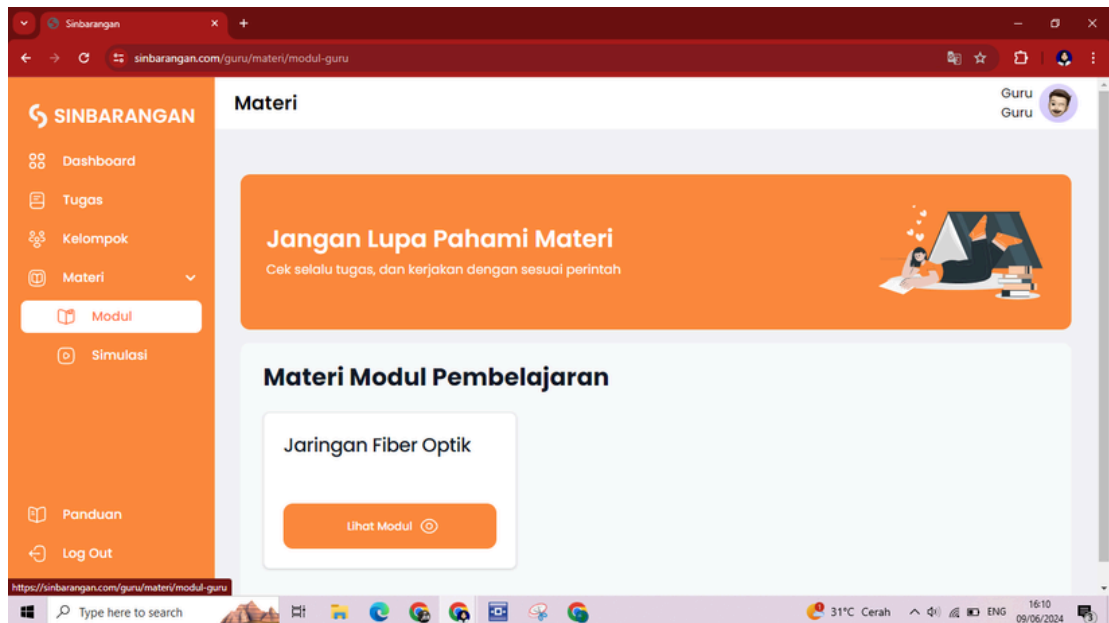 Sinbarangan
sinbarangan.com/guru/materi/modul-guru
SINBARANGAN
Materi
Guru
Guru
Dashboard
Tugas
Kelompok
Materi
Modul
Simulasi
Jangan Lupa Pahami Materi
Cek selalu tugas, dan kerjakan dengan sesuai perintah
Materi Modul Pembelajaran
Jaringan Fiber Optik
Lihat Modul
Panduan
Log Out
https://sinbarangan.com/guru/materi/modul-guru
Type here to search
31°C Cerah
ENG
16:10
09/06/2024
3